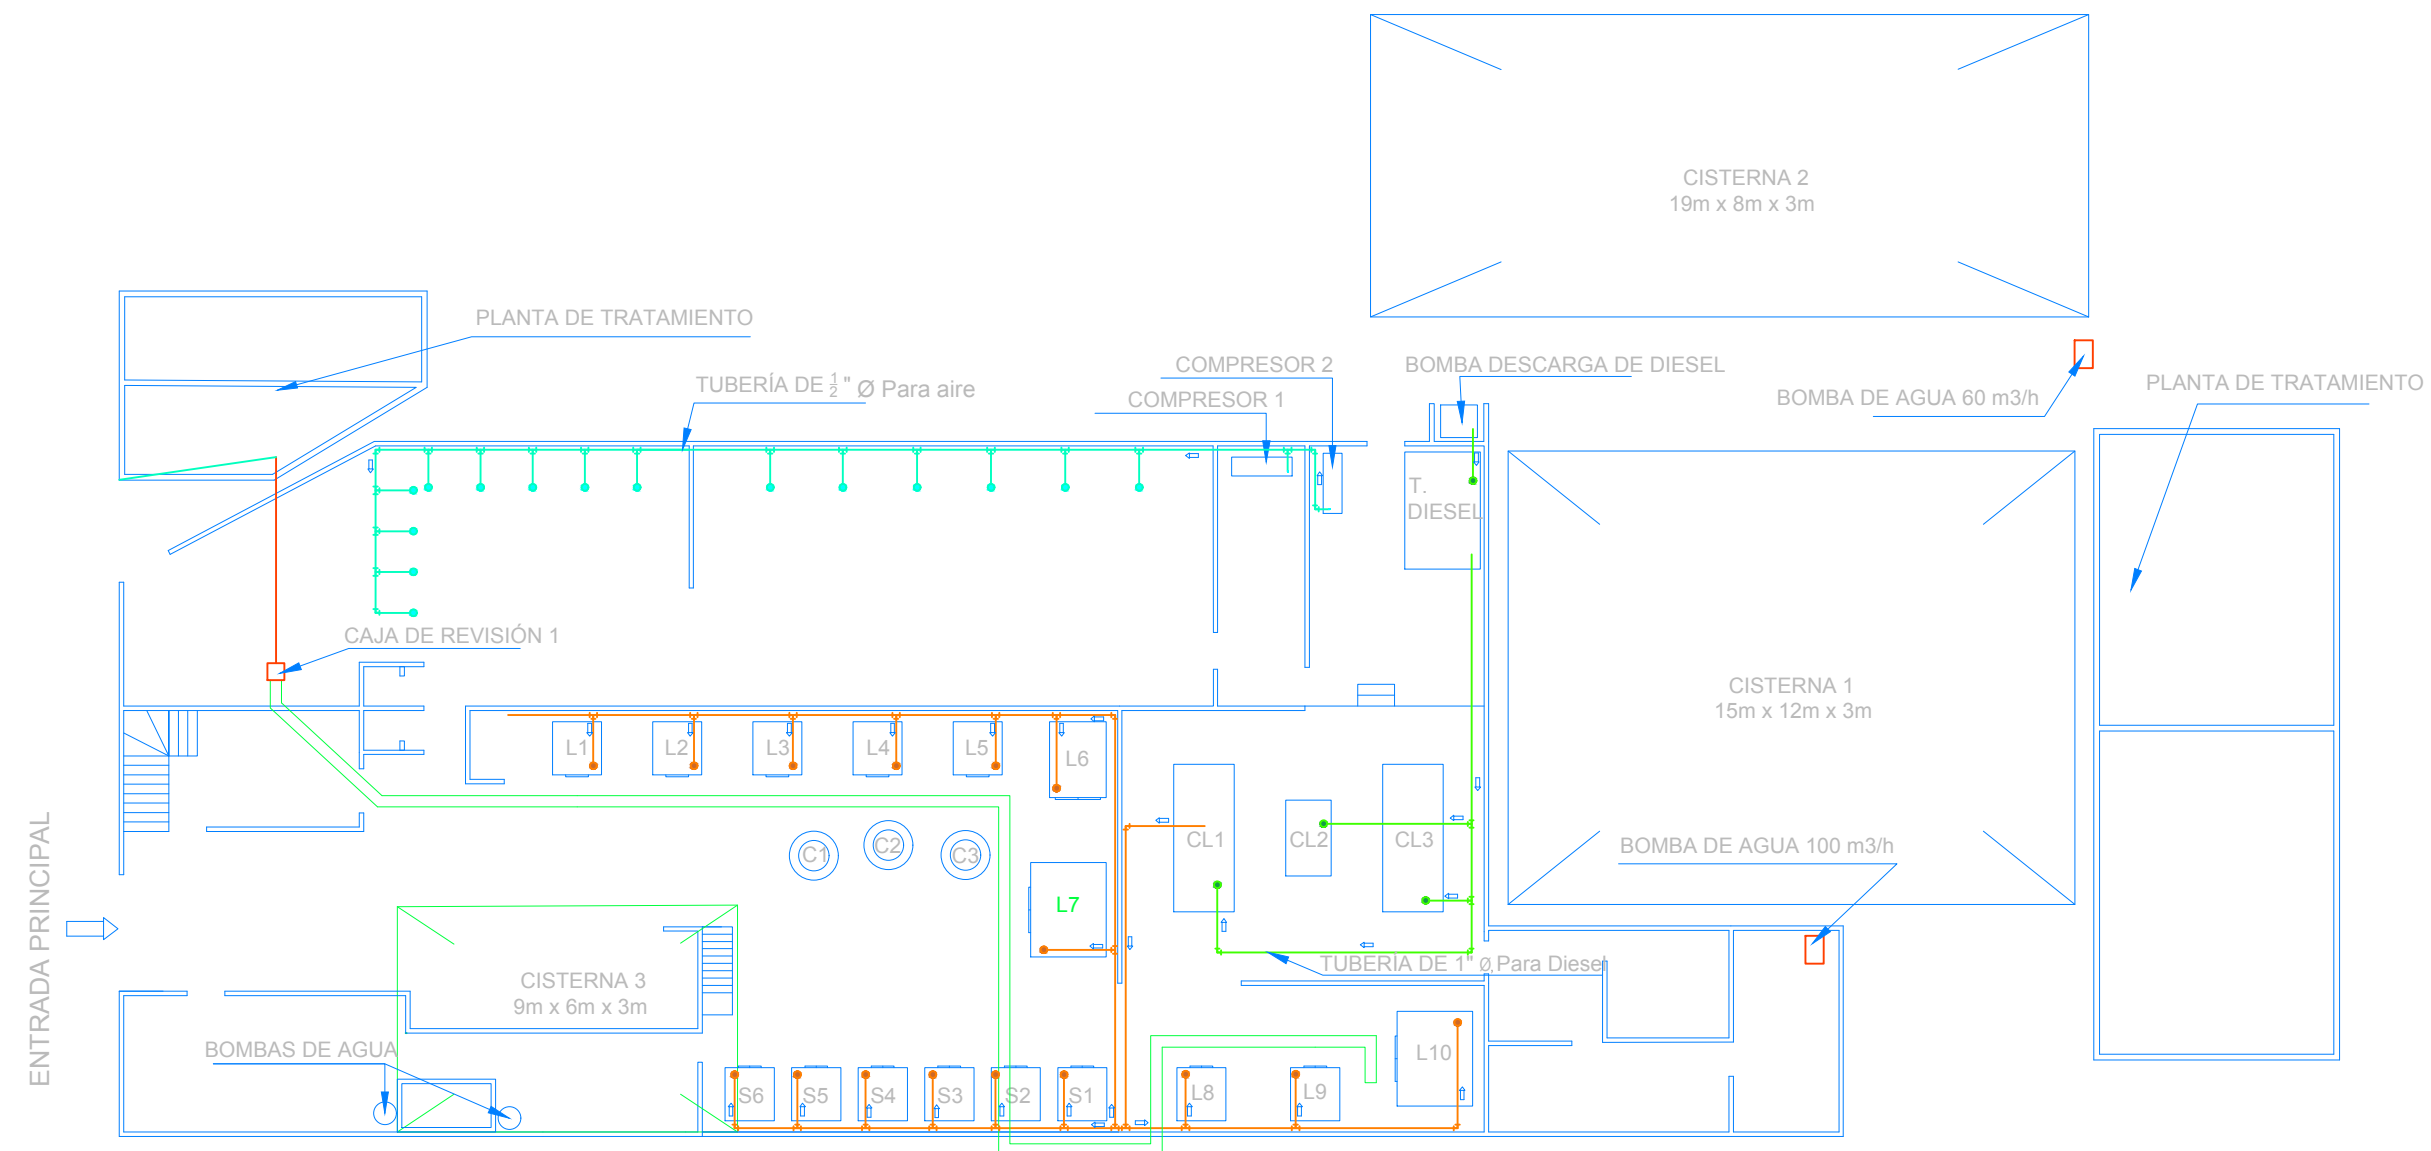 CISTERNA 2
19m x 8m x 3m
PLANTA DE TRATAMIENTO
TUBERÍA DE 1/2" Ø Para aire
COMPRESOR 2
COMPRESOR 1
BOMBA DESCARGA DE DIESEL
BOMBA DE AGUA 60 m3/h
PLANTA DE TRATAMIENTO
T.
DIESEL
CAJA DE REVISIÓN 1
CISTERNA 1
15m x 12m x 3m
L1
L2
L3
L4
L5
L6
C1
C2
C3
CL1
CL2
CL3
BOMBA DE AGUA 100 m3/h
L7
ENTRADA PRINCIPAL
TUBERÍA DE 1" Ø Para Diesel
CISTERNA 3
9m x 6m x 3m
BOMBAS DE AGUA
S6
S5
S4
S3
S2
S1
L8
L9
L10